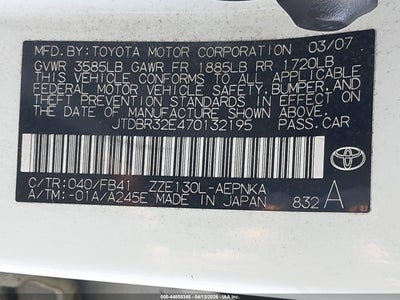 MFD.BY: TOYOTA MOTOR CORPORATION 03/07
GVWR 3585LB GAWR FR 1885LB RR 1720LB
THIS VEHICLE CONFORMS TO ALL APPLICABLE
FEDERAL MOTOR VEHICLE SAFETY, BUMPER, AND
THEFT PREVENTION STANDARDS IN EFFECT ON
THE DATE OF MANUFACTURE SHOWN ABOVE.
JTDBR32E470132195 PASS.CAR
TOYOTA
C/TR:040/FB41 ZZE130L-AEPNKA
A/TM:-01A/A245E MADE IN JAPAN 832 A
000-44658348 - (04/13/2026) - IAA Inc.